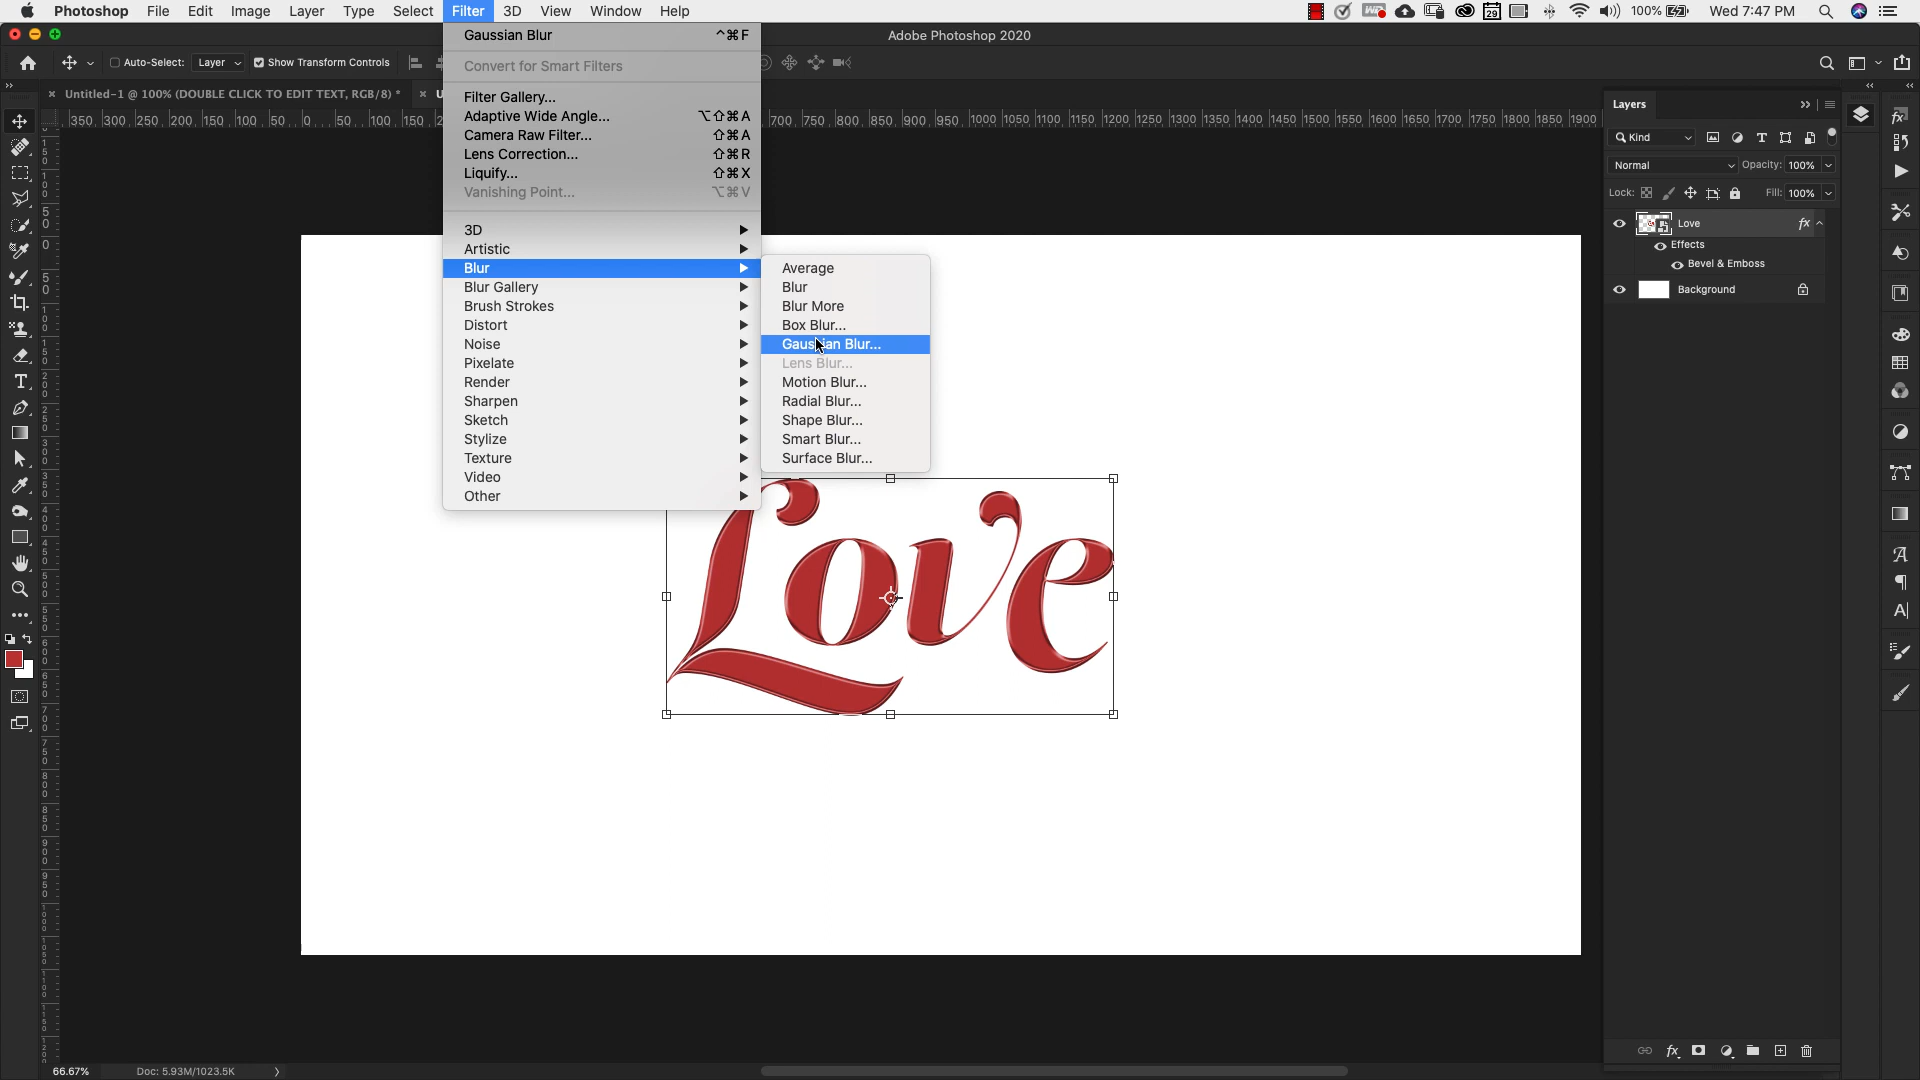 Photoshop File Edit Image Layer Type Select Filter 3D View Window Help 100% Wed 7:47 PM
Adobe Photoshop 2020
Auto-Select: Layer Show Transform Controls
Untitled-1 @ 100% (DOUBLE CLICK TO EDIT TEXT, RGB/8) *
350 300 250 200 150 100 50 0 50 100 150 700 750 800 850 900 950 1000 1050 1100 1150 1200 1250 1300 1350 1400 1450 1500 1550 1600 1650 1700 1750 1800 1850 1900
Gaussian Blur ^⌘F
Convert for Smart Filters
Filter Gallery...
Adaptive Wide Angle... ⌥⇧⌘A
Camera Raw Filter... ⇧⌘A
Lens Correction... ⇧⌘R
Liquify... ⇧⌘X
Vanishing Point... ⌥⌘V
3D
Artistic
Blur
Blur Gallery
Brush Strokes
Distort
Noise
Pixelate
Render
Sharpen
Sketch
Stylize
Texture
Video
Other
Average
Blur
Blur More
Box Blur...
Gaussian Blur...
Lens Blur...
Motion Blur...
Radial Blur...
Shape Blur...
Smart Blur...
Surface Blur...
Love
Layers
Kind
Normal Opacity: 100%
Lock: Fill: 100%
Love fx
Effects
Bevel & Emboss
Background
66.67% Doc: 5.93M/1023.5K